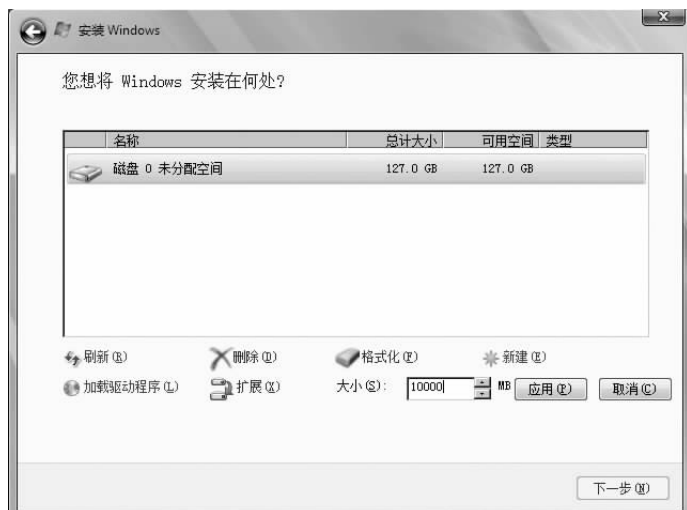 安装 Windows
您想将 Windows 安装在何处?
名称 总计大小 可用空间 类型
磁盘 0 未分配空间 127.0 GB 127.0 GB
刷新(R) 删除(D) 格式化(F) 新建(E)
加载驱动程序(L) 扩展(X) 大小(S): 10000 MB 应用(P) 取消(C)
下一步(N)